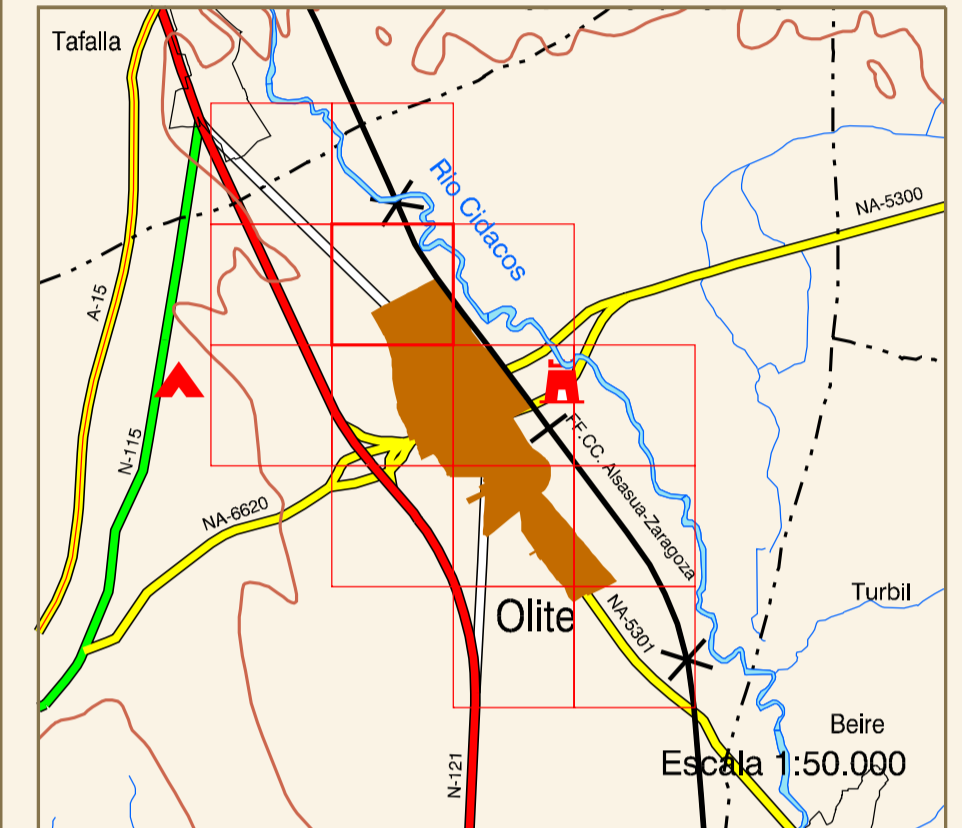 Tafalla
Rio Cidacos
NA-5300
A-15
N-115
FF.CC. Alsasua-Zaragoza
NA-6620
Turbil
Olite
NA-5301
Beire
Escala 1:50.000
N-121